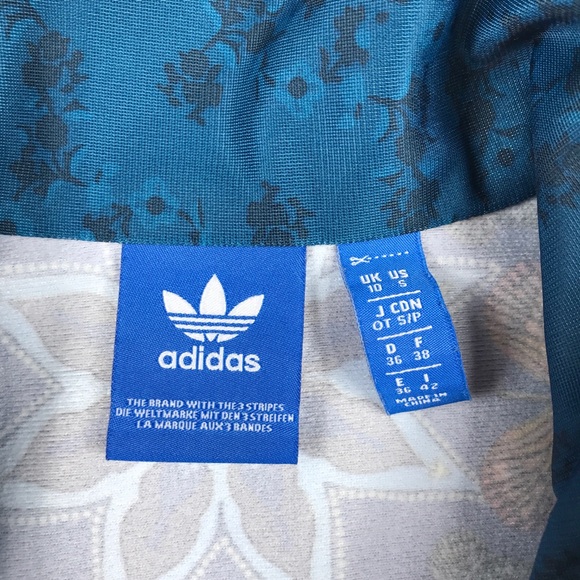 adidas
THE BRAND WITH THE 3 STRIPES
DIE WELTMARKE MIT DEN 3 STREIFEN
LA MARQUE AUX 3 BANDES
UK US
10 S
J CDN
OT S/P
D F
36 38
E I
36 42
MADE IN
CHINA